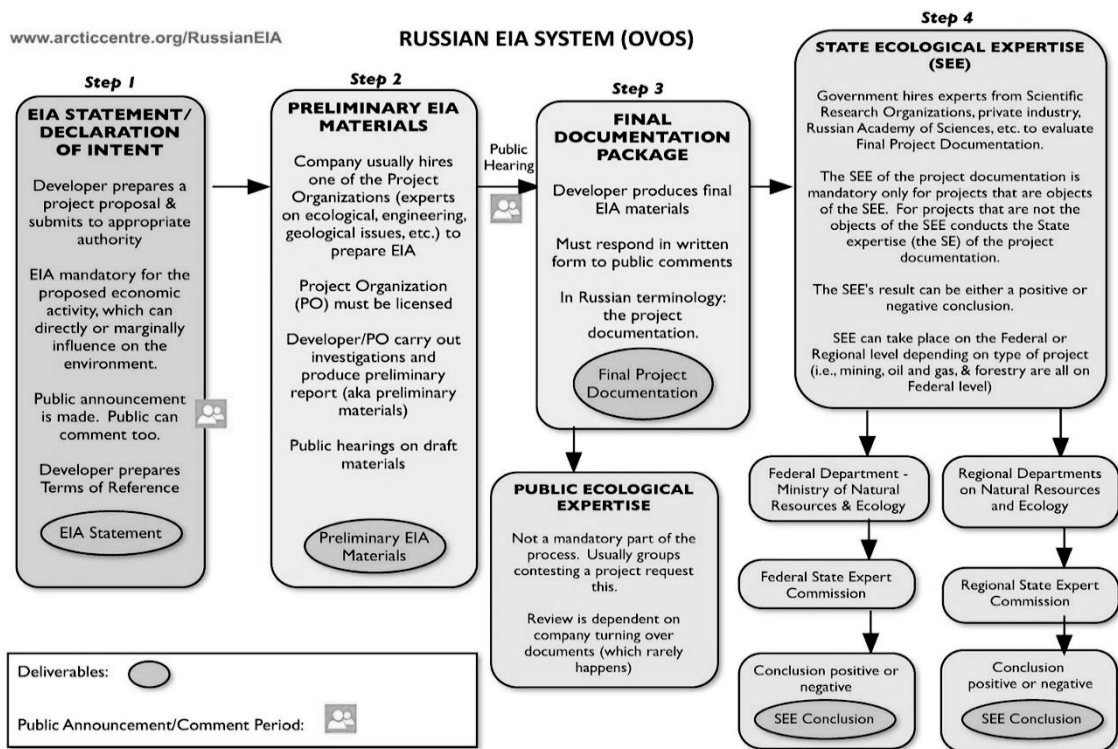 www.arcticcentre.org/RussianEIA
RUSSIAN EIA SYSTEM (OVOS)
Step 1
EIA STATEMENT/
DECLARATION
OF INTENT
Developer prepares a
project proposal &
submits to appropriate
authority
EIA mandatory for the
proposed economic
activity, which can
directly or marginally
influence on the
environment.
Public announcement
is made. Public can
comment too.
Developer prepares
Terms of Reference
EIA Statement
Step 2
PRELIMINARY EIA
MATERIALS
Company usually hires
one of the Project
Organizations (experts
on ecological, engineering,
geological issues, etc.) to
prepare EIA
Project Organization
(PO) must be licensed
Developer/PO carry out
investigations and
produce preliminary
report (aka preliminary
materials)
Public hearings on draft
materials
Preliminary EIA
Materials
Public
Hearing
Step 3
FINAL
DOCUMENTATION
PACKAGE
Developer produces final
EIA materials
Must respond in written
form to public comments
In Russian terminology:
the project
documentation.
Final Project
Documentation
PUBLIC ECOLOGICAL
EXPERTISE
Not a mandatory part of the
process. Usually groups
contesting a project request
this.
Review is dependent on
company turning over
documents (which rarely
happens)
Step 4
STATE ECOLOGICAL EXPERTISE
(SEE)
Government hires experts from Scientific
Research Organizations, private industry,
Russian Academy of Sciences, etc. to evaluate
Final Project Documentation.
The SEE of the project documentation is
mandatory only for projects that are objects
of the SEE. For projects that are not the
objects of the SEE conducts the State
expertise (the SE) of the project
documentation.
The SEE's result can be either a positive or
negative conclusion.
SEE can take place on the Federal or
Regional level depending on type of project
(i.e., mining, oil and gas, & forestry are all on
Federal level)
Federal Department -
Ministry of Natural
Resources & Ecology
Federal State Expert
Commission
Conclusion positive or
negative
SEE Conclusion
Regional Departments
on Natural Resources
and Ecology
Regional State Expert
Commission
Conclusion
positive or negative
SEE Conclusion
Deliverables:
Public Announcement/Comment Period: